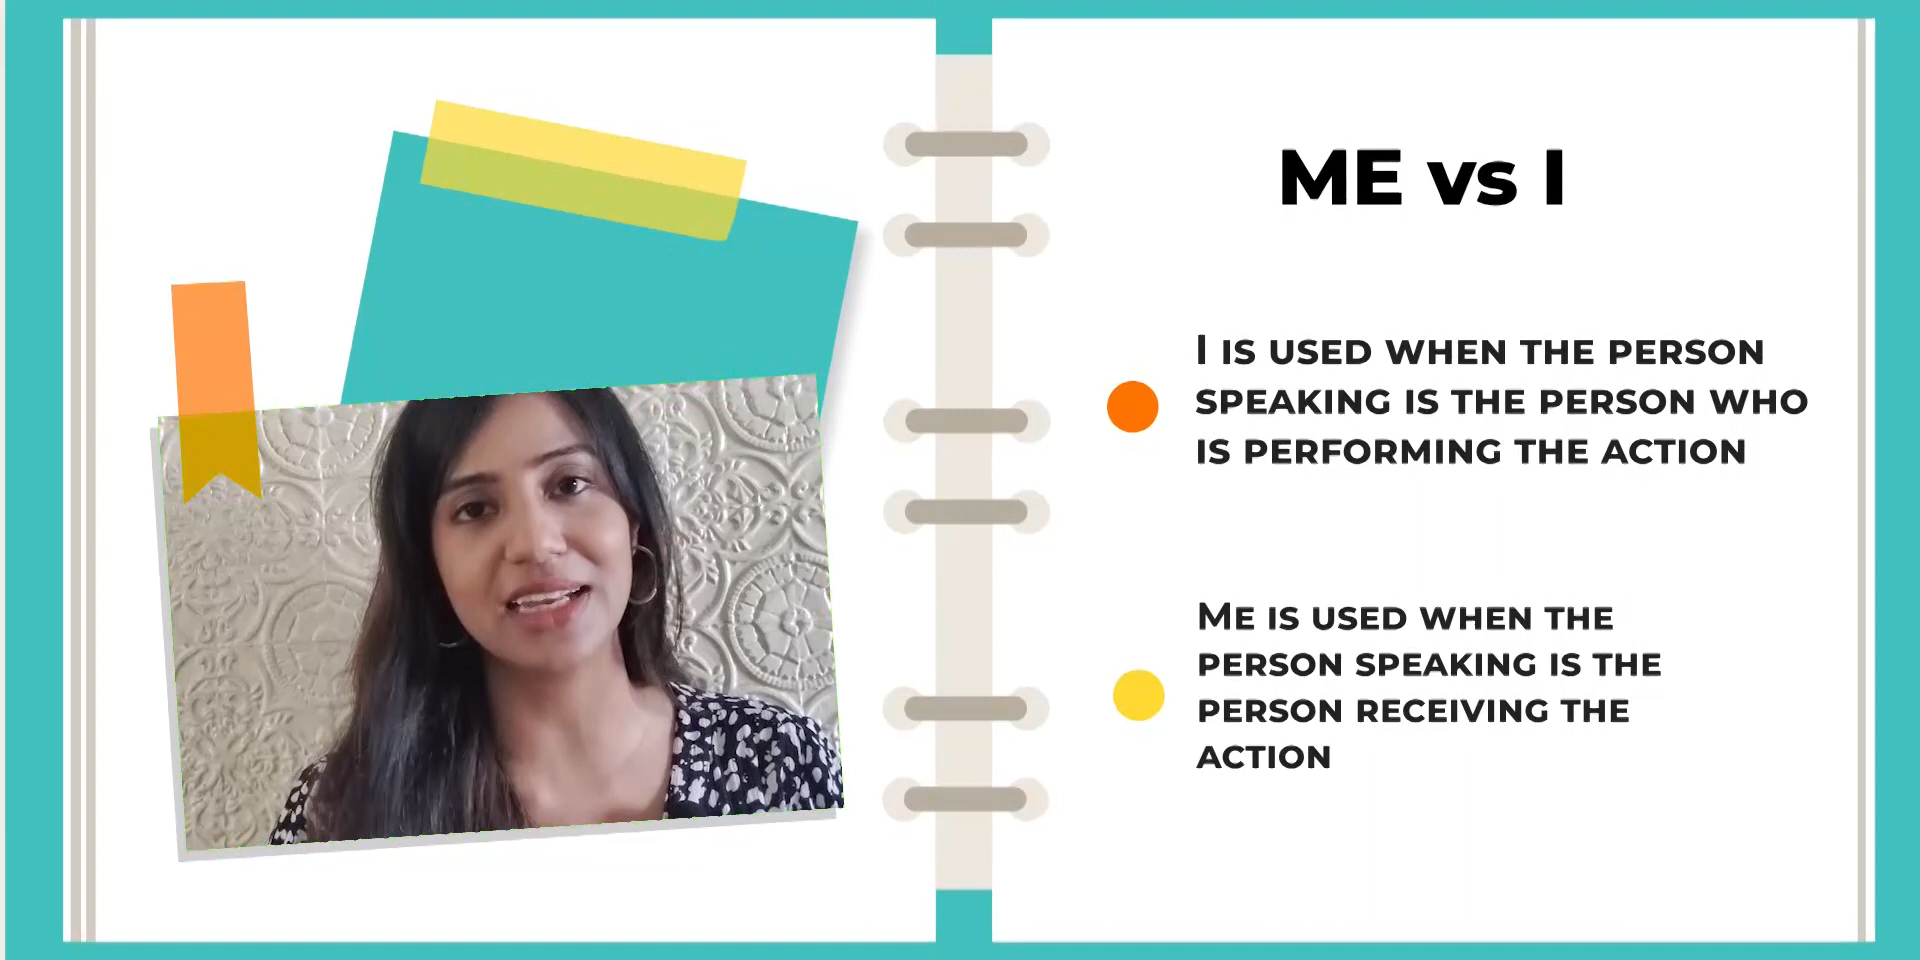 ME vs I
I IS USED WHEN THE PERSON
SPEAKING IS THE PERSON WHO
IS PERFORMING THE ACTION
ME IS USED WHEN THE
PERSON SPEAKING IS THE
PERSON RECEIVING THE
ACTION